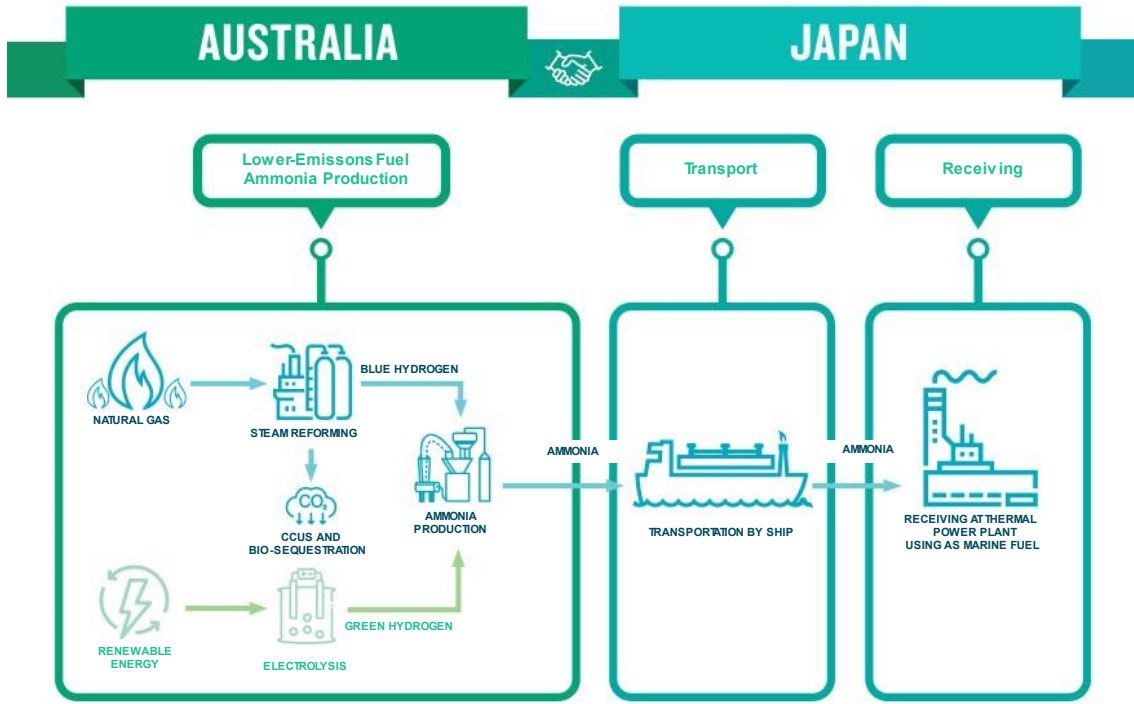 AUSTRALIA
JAPAN
Lower-Emissons Fuel
Ammonia Production
Transport
Receiving
NATURAL GAS
STEAM REFORMING
BLUE HYDROGEN
CO2
CCUS AND
BIO-SEQUESTRATION
AMMONIA
PRODUCTION
RENEWABLE
ENERGY
ELECTROLYSIS
GREEN HYDROGEN
AMMONIA
TRANSPORTATION BY SHIP
AMMONIA
RECEIVING AT THERMAL
POWER PLANT
USING AS MARINE FUEL